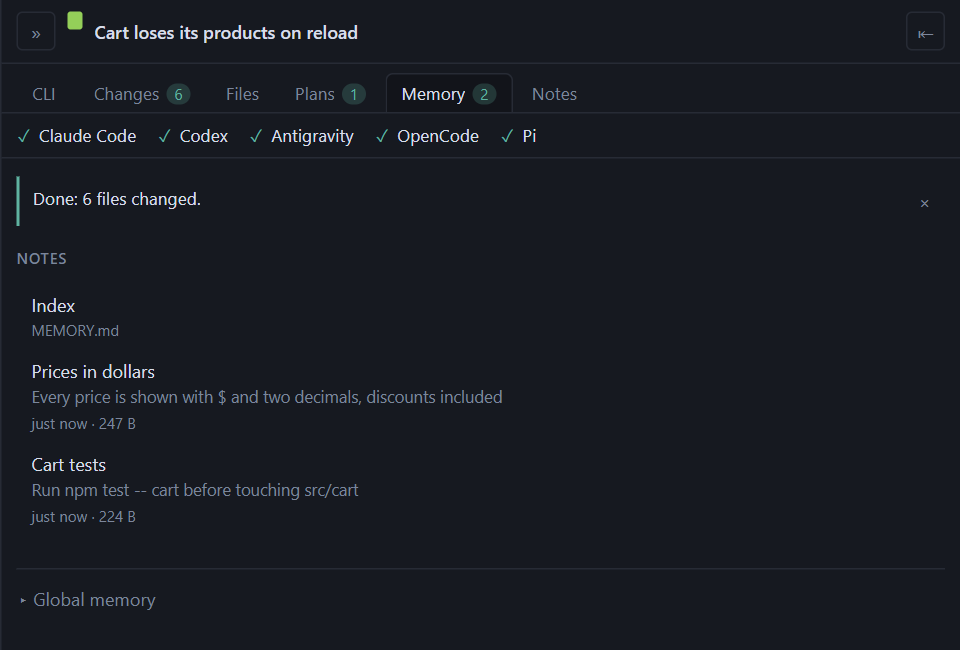 »
Cart loses its products on reload
CLI
Changes 6
Files
Plans 1
Memory 2
Notes
✓ Claude Code ✓ Codex ✓ Antigravity ✓ OpenCode ✓ Pi
Done: 6 files changed.
×
NOTES
Index
MEMORY.md
Prices in dollars
Every price is shown with $ and two decimals, discounts included
just now · 247 B
Cart tests
Run npm test -- cart before touching src/cart
just now · 224 B
▸ Global memory